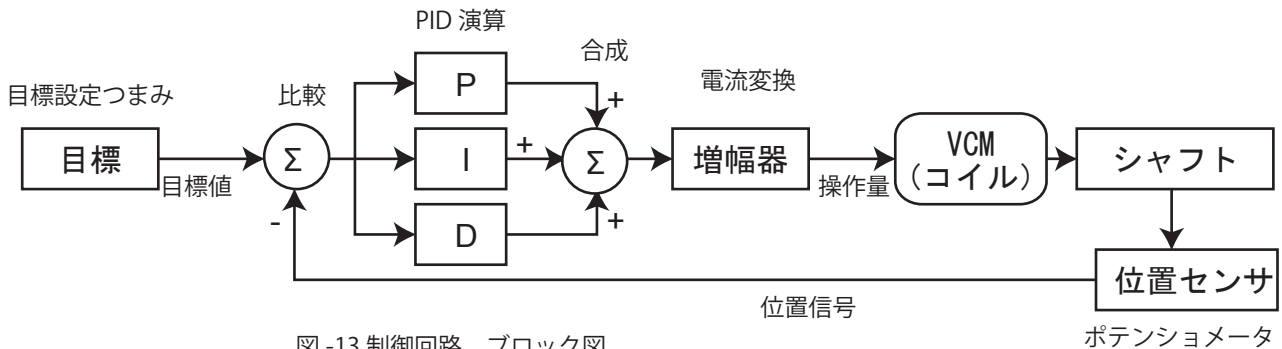 PID 演算
合成
目標設定つまみ
比較
電流変換
P
+
目標
目標値
Σ
-
I
+
Σ
増幅器
操作量
VCM
(コイル)
シャフト
D
+
位置センサ
位置信号
ポテンショメータ
図 -13 制御回路 ブロック図